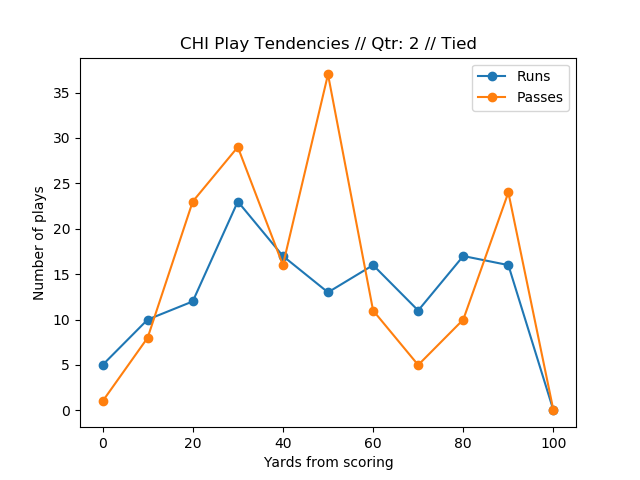 CHI Play Tendencies // Qtr: 2 // Tied
Runs
Passes
Number of plays
35
30
25
20
15
10
5
0
0 20 40 60 80 100
Yards from scoring